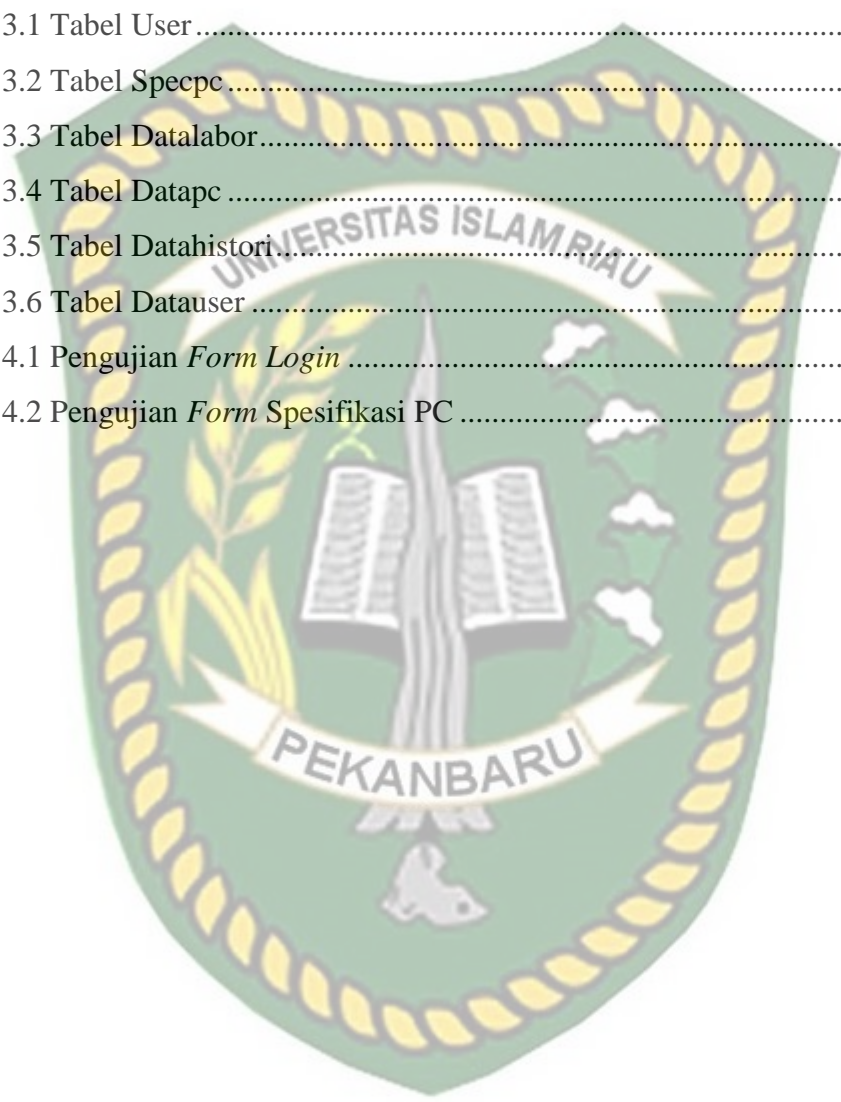 3.1 Tabel User........................................................................
3.2 Tabel Specpc....................................................................
3.3 Tabel Datalabor................................................................
3.4 Tabel Datapc ....................................................................
3.5 Tabel Datahistori..............................................................
UNIVERSITAS ISLAM RIAU
3.6 Tabel Datauser .................................................................
4.1 Pengujian Form Login ......................................................
4.2 Pengujian Form Spesifikasi PC .........................................
PEKANBARU